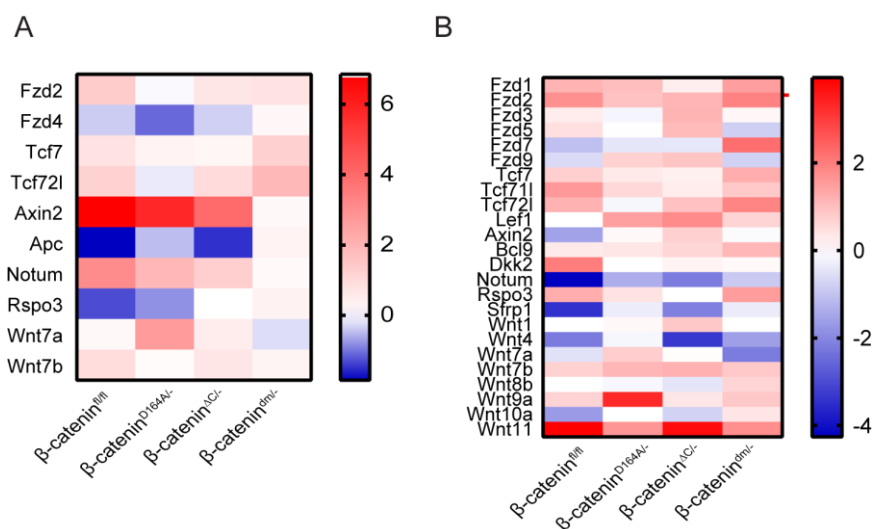 A
Fzd2
Fzd4
Tcf7
Tcf72l
Axin2
Apc
Notum
Rspo3
Wnt7a
Wnt7b
6
4
2
0
β-catenin^fl/fl
β-catenin^D164A/-
β-catenin^ΔC/-
β-catenin^dm/-
B
Fzd1
Fzd2
Fzd3
Fzd5
Fzd7
Fzd9
Tcf7
Tcf71l
Tcf72l
Lef1
Axin2
Bcl9
Dkk2
Notum
Rspo3
Sfrp1
Wnt1
Wnt4
Wnt7a
Wnt7b
Wnt8b
Wnt9a
Wnt10a
Wnt11
2
0
-2
-4
β-catenin^fl/fl
β-catenin^D164A/-
β-catenin^ΔC/-
β-catenin^dm/-